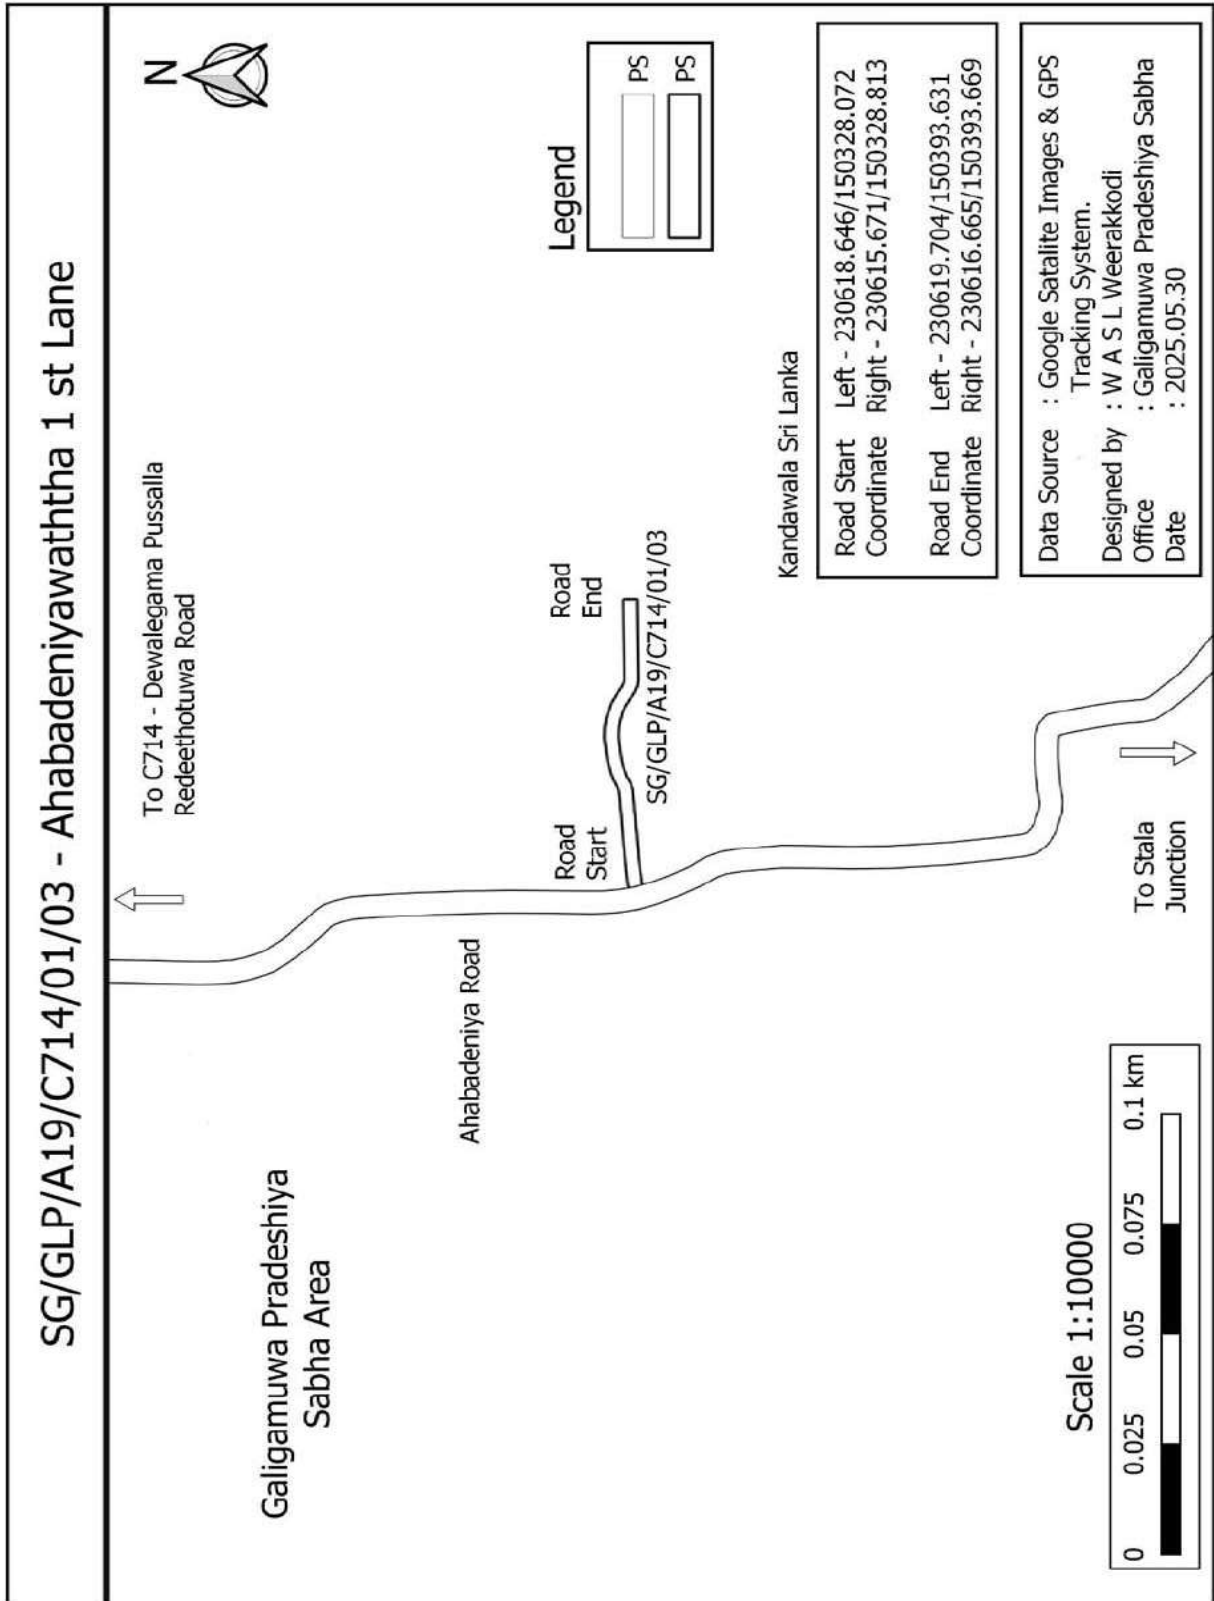 SG/GLP/A19/C714/01/03 - Ahabadeniyawaththa 1 st Lane
N
To C714 - Dewalegama Pussalla
Redeethotuwa Road
Galigamuwa Pradeshiya
Sabha Area
Ahabadeniya Road
Road
Start
Road
End
SG/GLP/A19/C714/01/03
Legend
PS
PS
Kandawala Sri Lanka
Road Start Left - 230618.646/150328.072
Coordinate Right - 230615.671/150328.813
Road End Left - 230619.704/150393.631
Coordinate Right - 230616.665/150393.669
To Stala
Junction
Scale 1:10000
0 0.025 0.05 0.075 0.1 km
Data Source : Google Satalite Images & GPS
Tracking System.
Designed by : W A S L Weerakkodi
Office : Galigamuwa Pradeshiya Sabha
Date : 2025.05.30